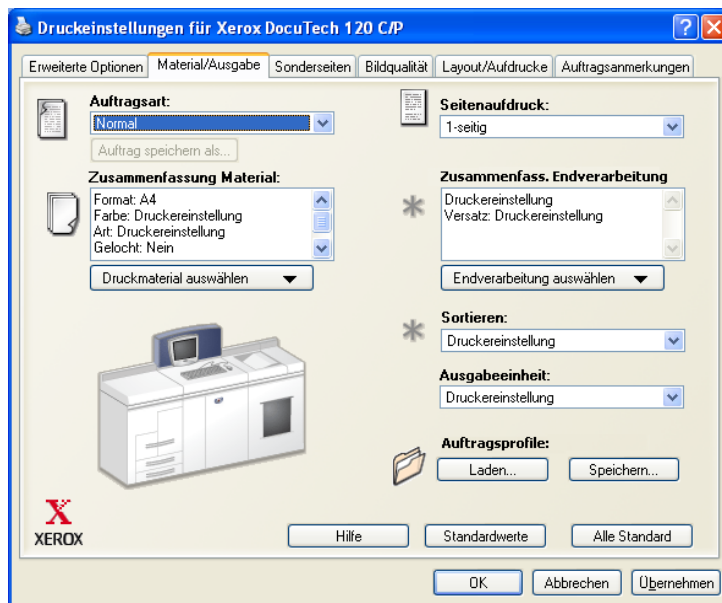 Druckeinstellungen für Xerox DocuTech 120 C/P
Erweiterte Optionen Material/Ausgabe Sonderseiten Bildqualität Layout/Aufdrucke Auftragsanmerkungen
Auftragsart:
Normal
Auftrag speichern als...
Zusammenfassung Material:
Format: A4
Farbe: Druckereinstellung
Art: Druckereinstellung
Gelocht: Nein
Druckmaterial auswählen
Seitenaufdruck:
1-seitig
Zusammenfass. Endverarbeitung
Druckereinstellung
Versatz: Druckereinstellung
Endverarbeitung auswählen
Sortieren:
Druckereinstellung
Ausgabeeinheit:
Druckereinstellung
Auftragsprofile:
Laden... Speichern...
X
XEROX
Hilfe Standardwerte Alle Standard
OK Abbrechen Übernehmen